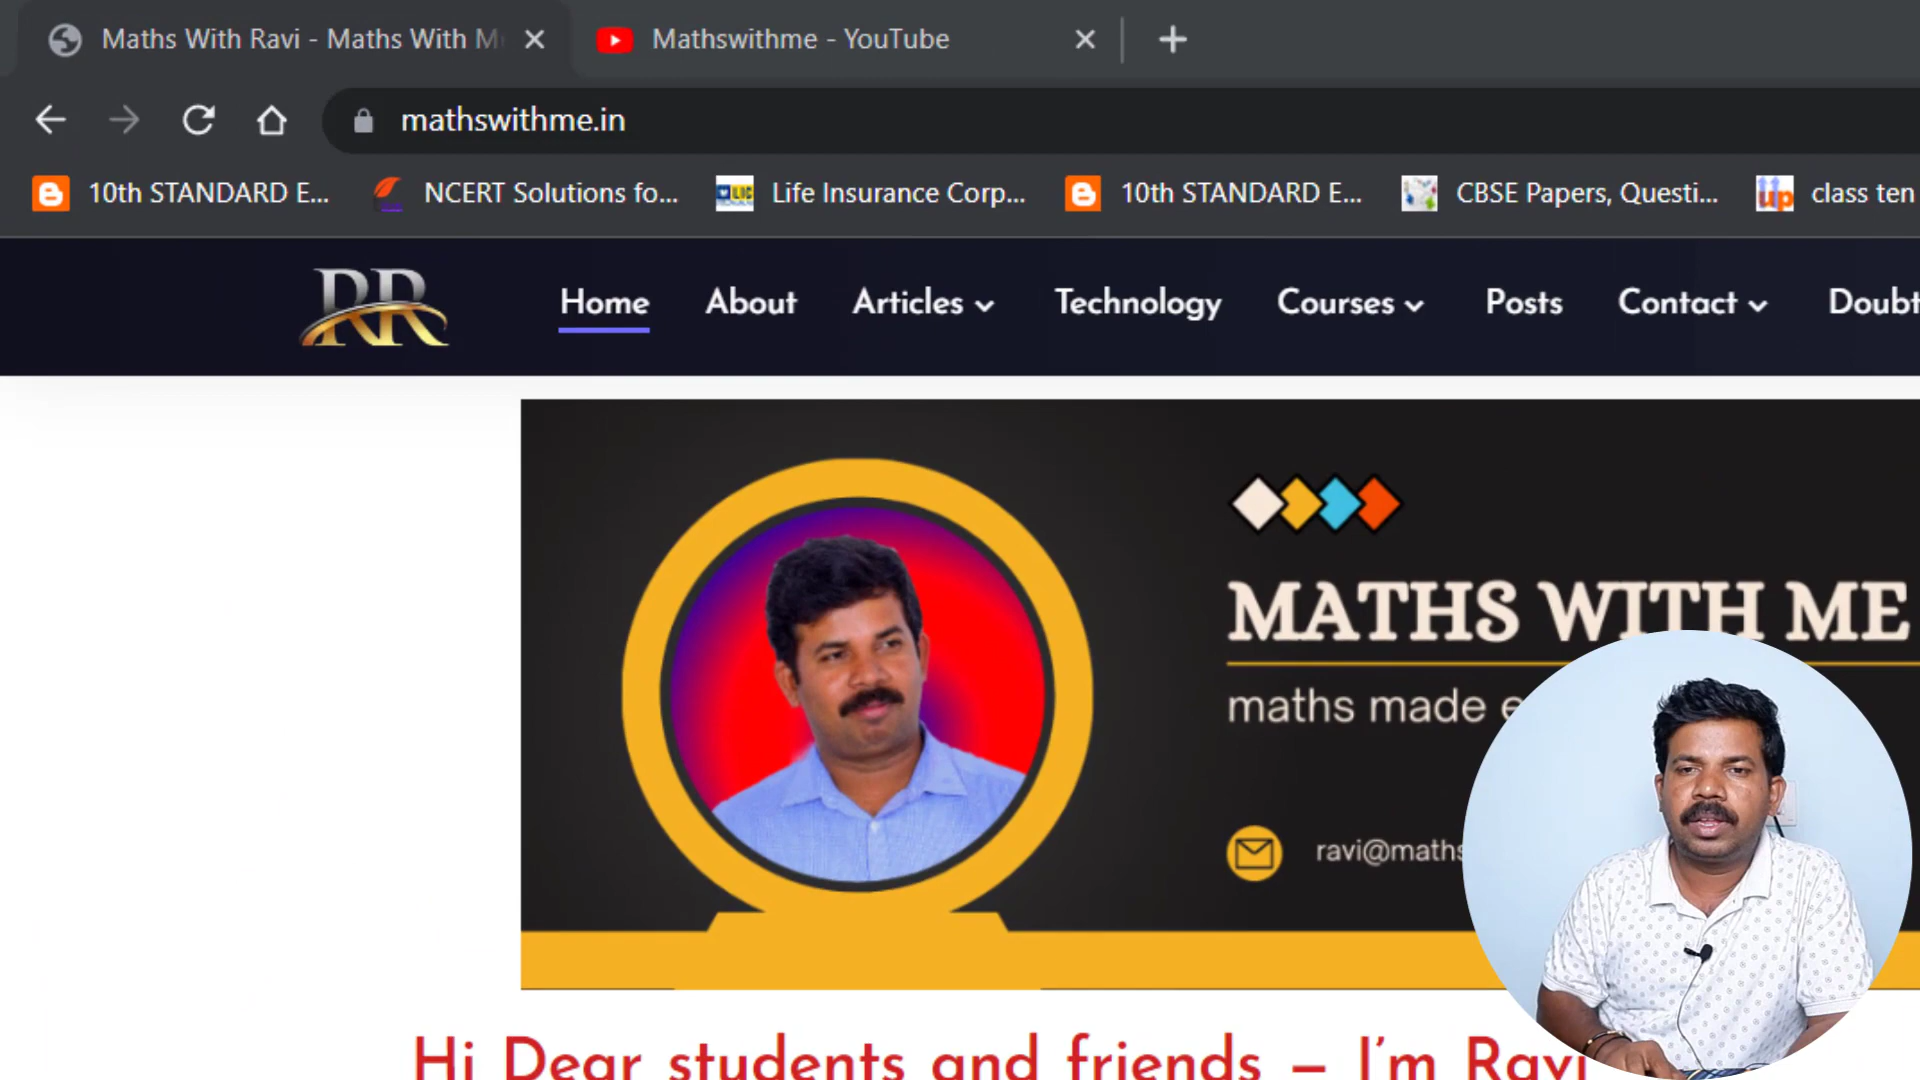 Maths With Ravi - Maths With M
Mathswithme - YouTube
mathswithme.in
10th STANDARD E...
NCERT Solutions fo...
LIC
Life Insurance Corp...
10th STANDARD E...
CBSE Papers, Questi...
up
class ten
RR
Home
About
Articles
Technology
Courses
Posts
Contact
Doubt
MATHS WITH ME
maths made e
ravi@maths
Hi Dear students and friends – I'm Ravi